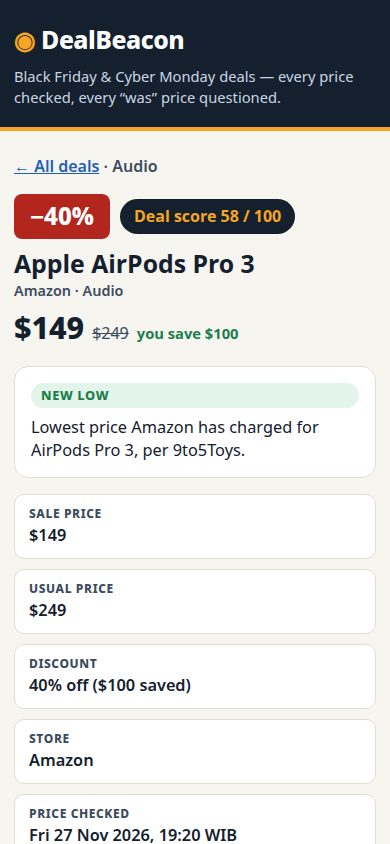 DealBeacon
Black Friday & Cyber Monday deals — every price
checked, every “was” price questioned.
← All deals · Audio
−40%
Deal score 58 / 100
Apple AirPods Pro 3
Amazon · Audio
$149 $249 you save $100
NEW LOW
Lowest price Amazon has charged for
AirPods Pro 3, per 9to5Toys.
SALE PRICE
$149
USUAL PRICE
$249
DISCOUNT
40% off ($100 saved)
STORE
Amazon
PRICE CHECKED
Fri 27 Nov 2026, 19:20 WIB